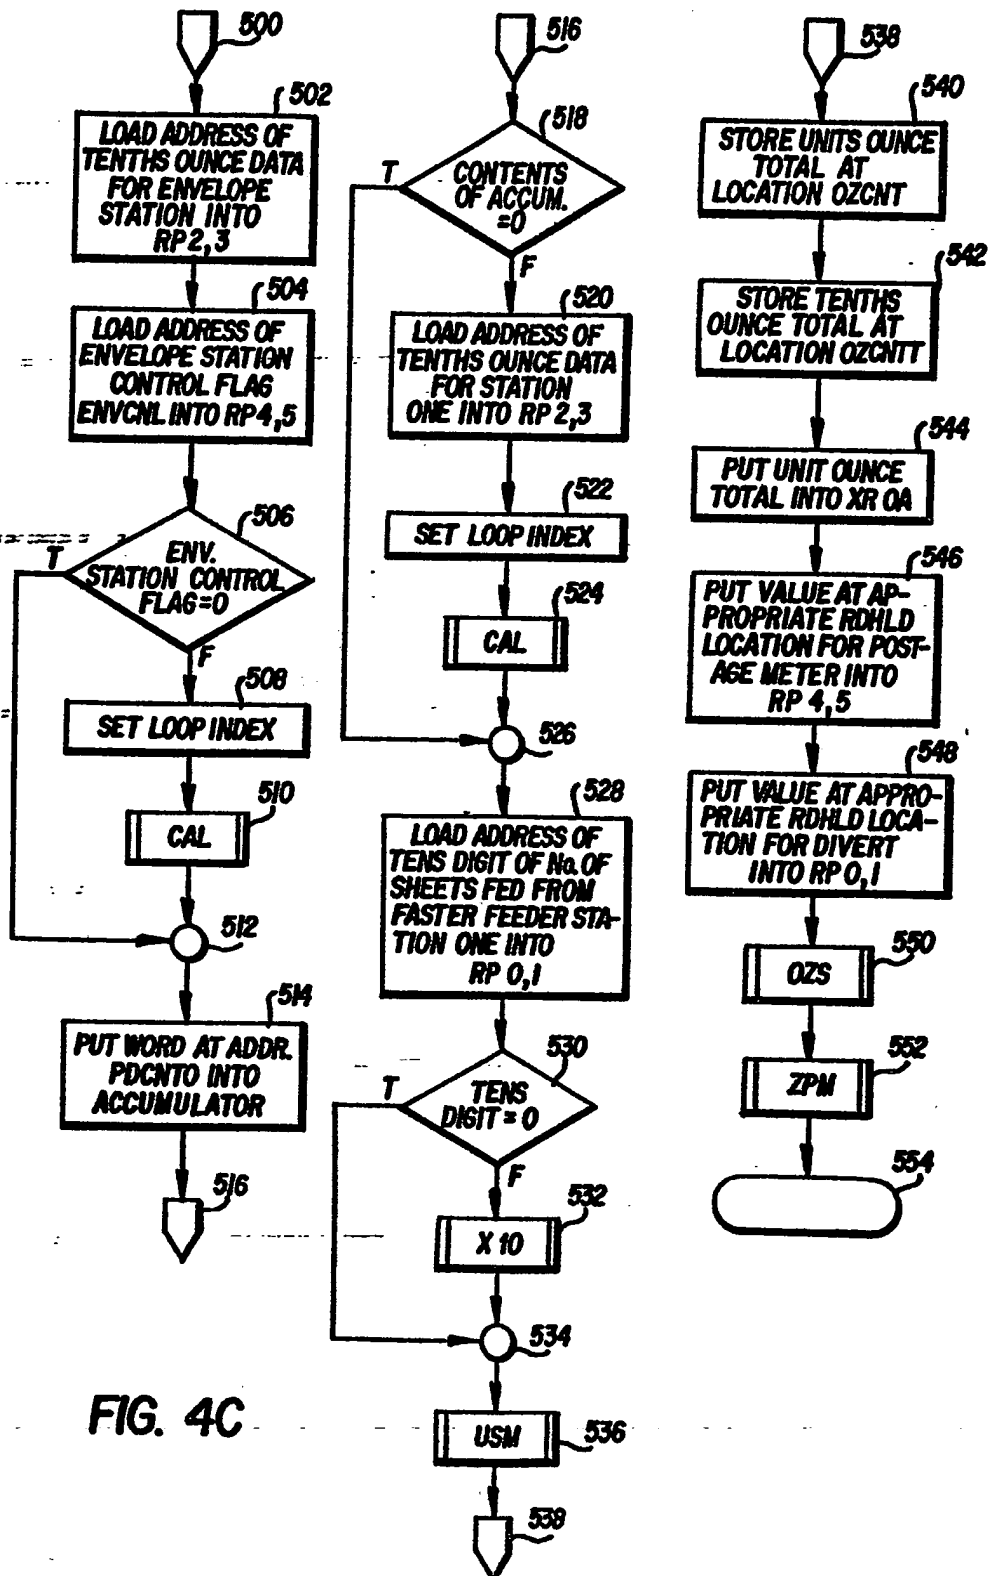 500
502
LOAD ADDRESS OF
TENTHS OUNCE DATA
FOR ENVELOPE
STATION INTO
RP 2, 3
504
LOAD ADDRESS OF
ENVELOPE STATION
CONTROL FLAG
ENVCNL INTO RP 4, 5
506
T
ENV.
STATION CONTROL
FLAG=0
F
508
SET LOOP INDEX
510
CAL
512
514
PUT WORD AT ADDR.
PDCNTO INTO
ACCUMULATOR
516
516
518
T
CONTENTS
OF ACCUM.
=0
F
520
LOAD ADDRESS OF
TENTHS OUNCE DATA
FOR STATION
ONE INTO RP 2, 3
522
SET LOOP INDEX
524
CAL
526
528
LOAD ADDRESS OF
TENS DIGIT OF No. OF
SHEETS FED FROM
FASTER FEEDER STA-
TION ONE INTO
RP 0, 1
530
T
TENS
DIGIT = 0
F
532
X 10
534
USM
536
538
538
540
STORE UNITS OUNCE
TOTAL AT
LOCATION OZCNT
542
STORE TENTHS
OUNCE TOTAL AT
LOCATION OZCNTT
544
PUT UNIT OUNCE
TOTAL INTO XR OA
546
PUT VALUE AT AP-
PROPRIATE RDHLD
LOCATION FOR POST-
AGE METER INTO
RP 4, 5
548
PUT VALUE AT APPRO-
PRIATE RDHLD LOCA-
TION FOR DIVERT
INTO RP 0, 1
550
OZS
552
ZPM
554
FIG. 4C